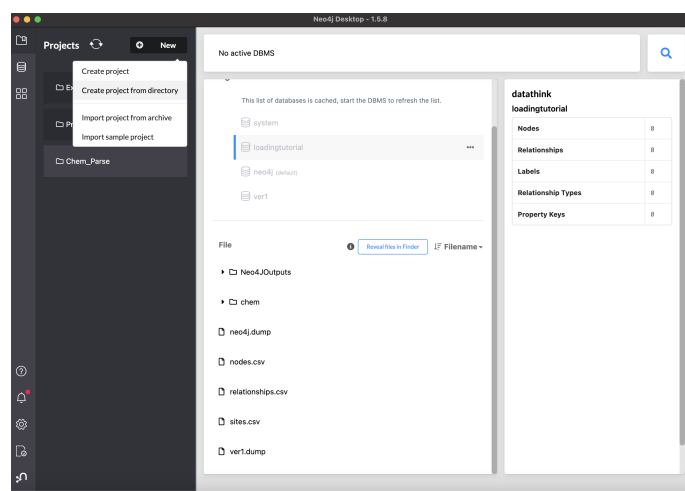 Neo4j Desktop - 1.5.8
Projects
New
Create project
Create project from directory
Import project from archive
Import sample project
Ex
Pr
Chem_Parse
No active DBMS
This list of databases is cached, start the DBMS to refresh the list.
system
loadingtutorial
neo4j (default)
ver1
File
Reveal files in Finder
Filename
Neo4JOutputs
chem
neo4j.dump
nodes.csv
relationships.csv
sites.csv
ver1.dump
datathink
loadingtutorial
Nodes 8
Relationships 8
Labels 8
Relationship Types 8
Property Keys 8